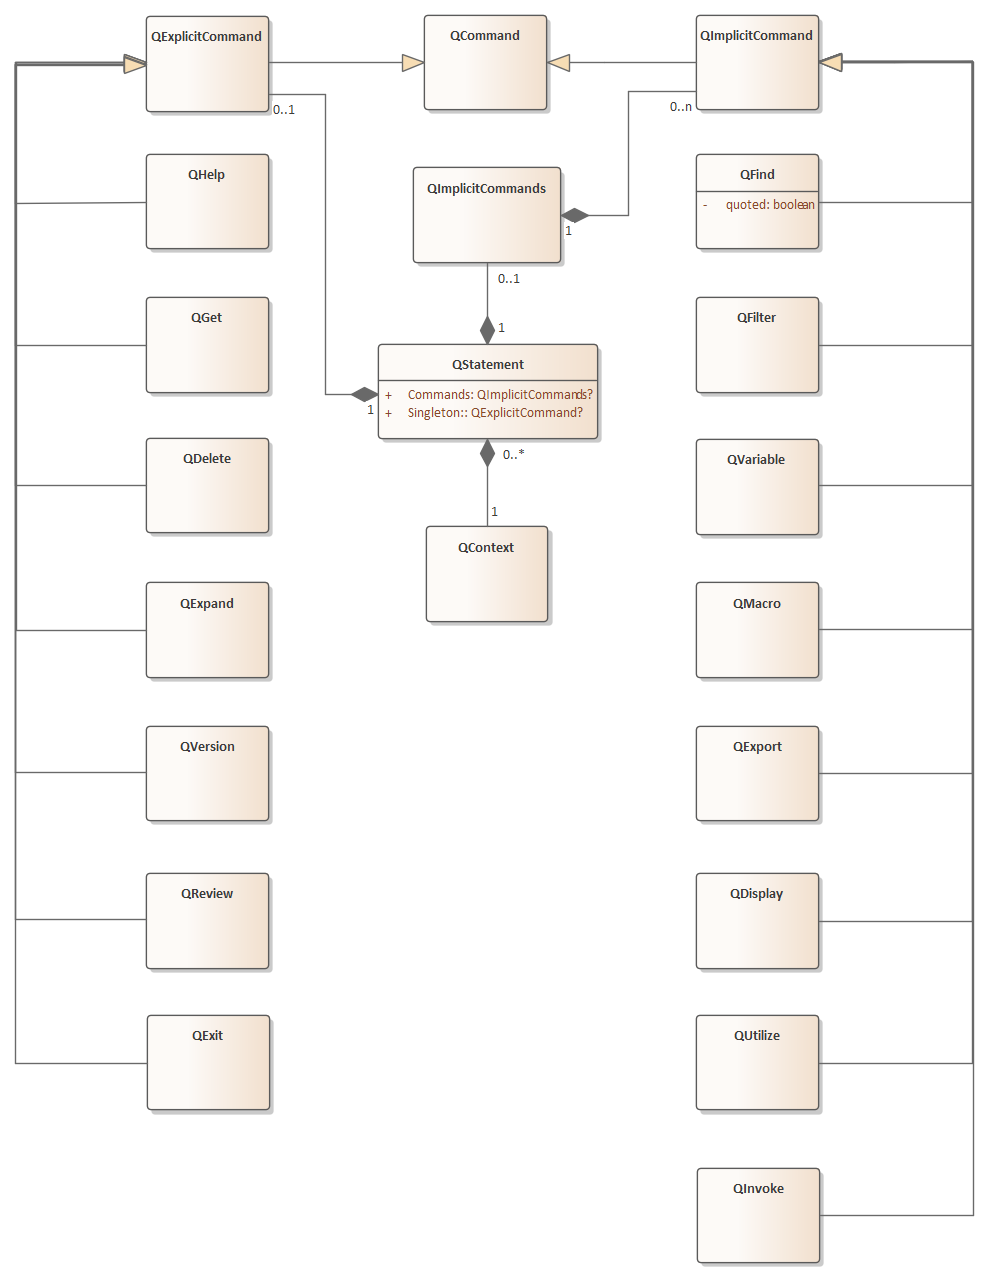 QExplicitCommand
QCommand
QImplicitCommand
0..1
0..n
QHelp
QImplicitCommands
QFind
- quoted: boolean
1
0..1
QGet
1
QFilter
QStatement
+ Commands: QImplicitCommands?
+ Singleton:: QExplicitCommand?
1
0..*
QDelete
QVariable
1
QContext
QExpand
QMacro
QVersion
QExport
QReview
QDisplay
QExit
QUtilize
QInvoke